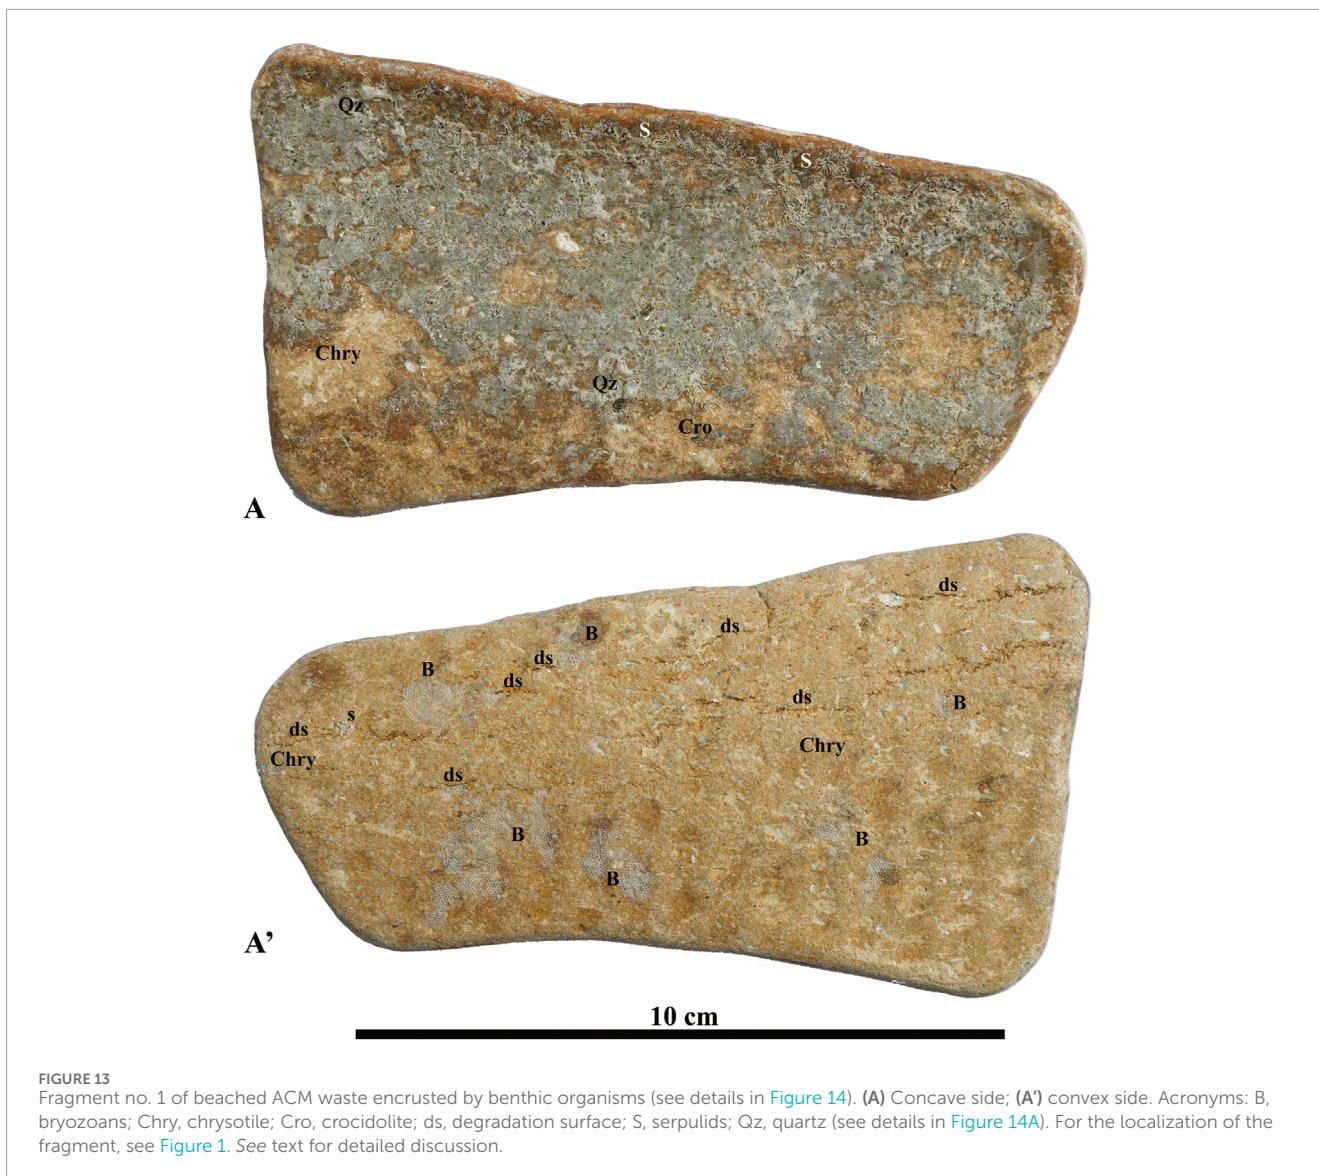 Qz
S
S
Chry
Qz
Cro
A
ds
B
ds
B
ds
ds
ds
B
s
ds
Chry
Chry
ds
B
B
B
A’
10 cm
FIGURE 13
Fragment no. 1 of beached ACM waste encrusted by benthic organisms (see details in Figure 14). (A) Concave side; (A’) convex side. Acronyms: B,
bryozoans; Chry, chrysotile; Cro, crocidolite; ds, degradation surface; S, serpulids; Qz, quartz (see details in Figure 14A). For the localization of the
fragment, see Figure 1. See text for detailed discussion.